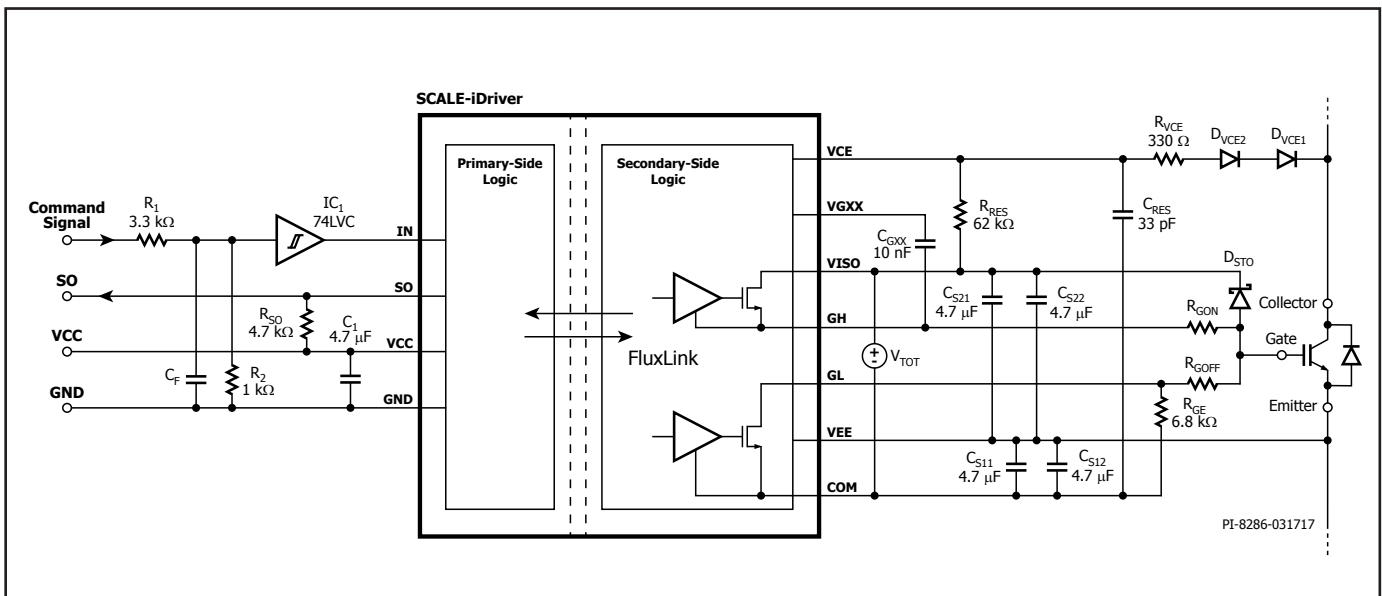 SCALE-iDriver
Primary-Side
Logic
Secondary-Side
Logic
FluxLink
Command
Signal
R1
3.3 kΩ
IC1
74LVC
IN
SO
SO
RSO
4.7 kΩ
C1
4.7 µF
VCC
VCC
CF
R2
1 kΩ
GND
GND
VCE
RVCE
330 Ω
DVCE2
DVCE1
VGXX
RRES
62 kΩ
CRES
33 pF
CGXX
10 nF
VISO
DSTO
CS21
4.7 µF
CS22
4.7 µF
Collector
GH
RGON
VTOT
Gate
GL
RGOFF
RGE
6.8 kΩ
Emitter
VEE
CS11
4.7 µF
CS12
4.7 µF
COM
PI-8286-031717